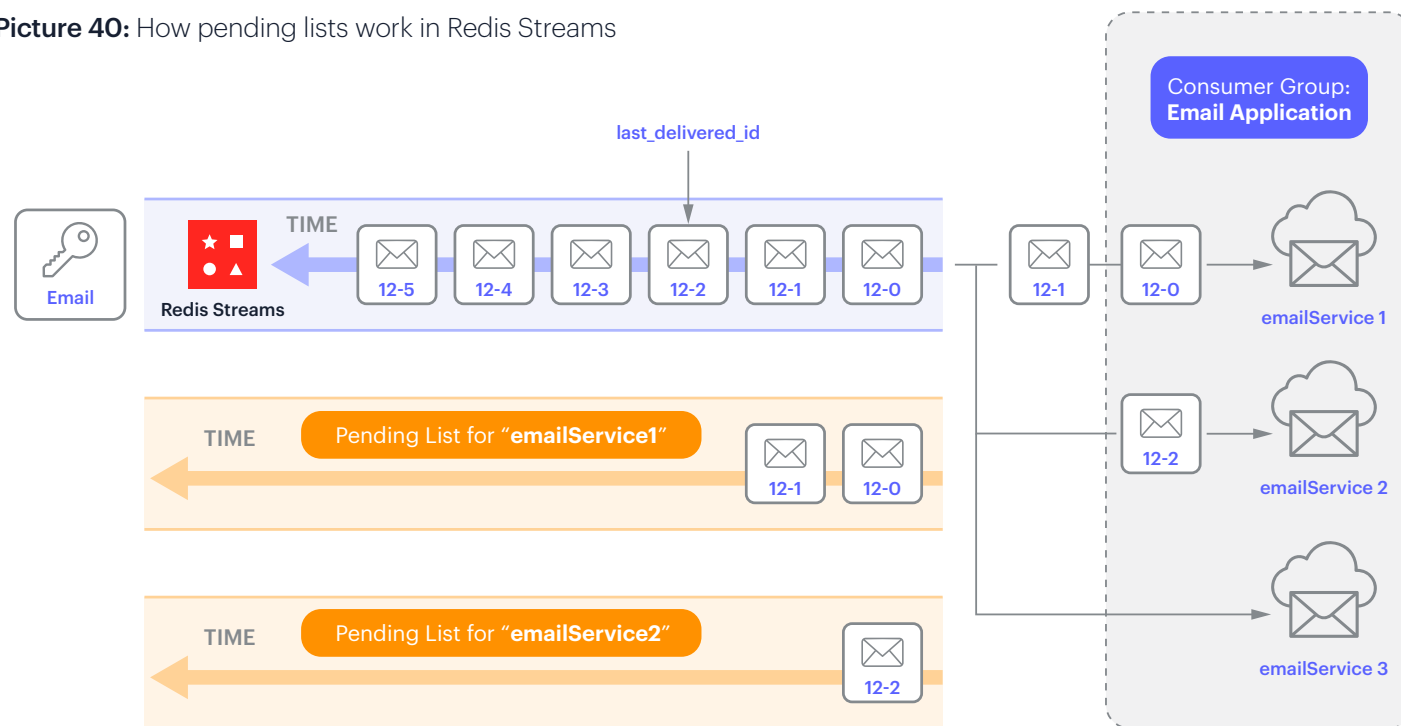 Picture 40: How pending lists work in Redis Streams
Consumer Group:
Email Application
last_delivered_id
Email
Redis Streams
TIME
12-5
12-4
12-3
12-2
12-1
12-0
12-1
12-0
emailService 1
TIME
Pending List for “emailService1”
12-1
12-0
12-2
emailService 2
TIME
Pending List for “emailService2”
12-2
emailService 3